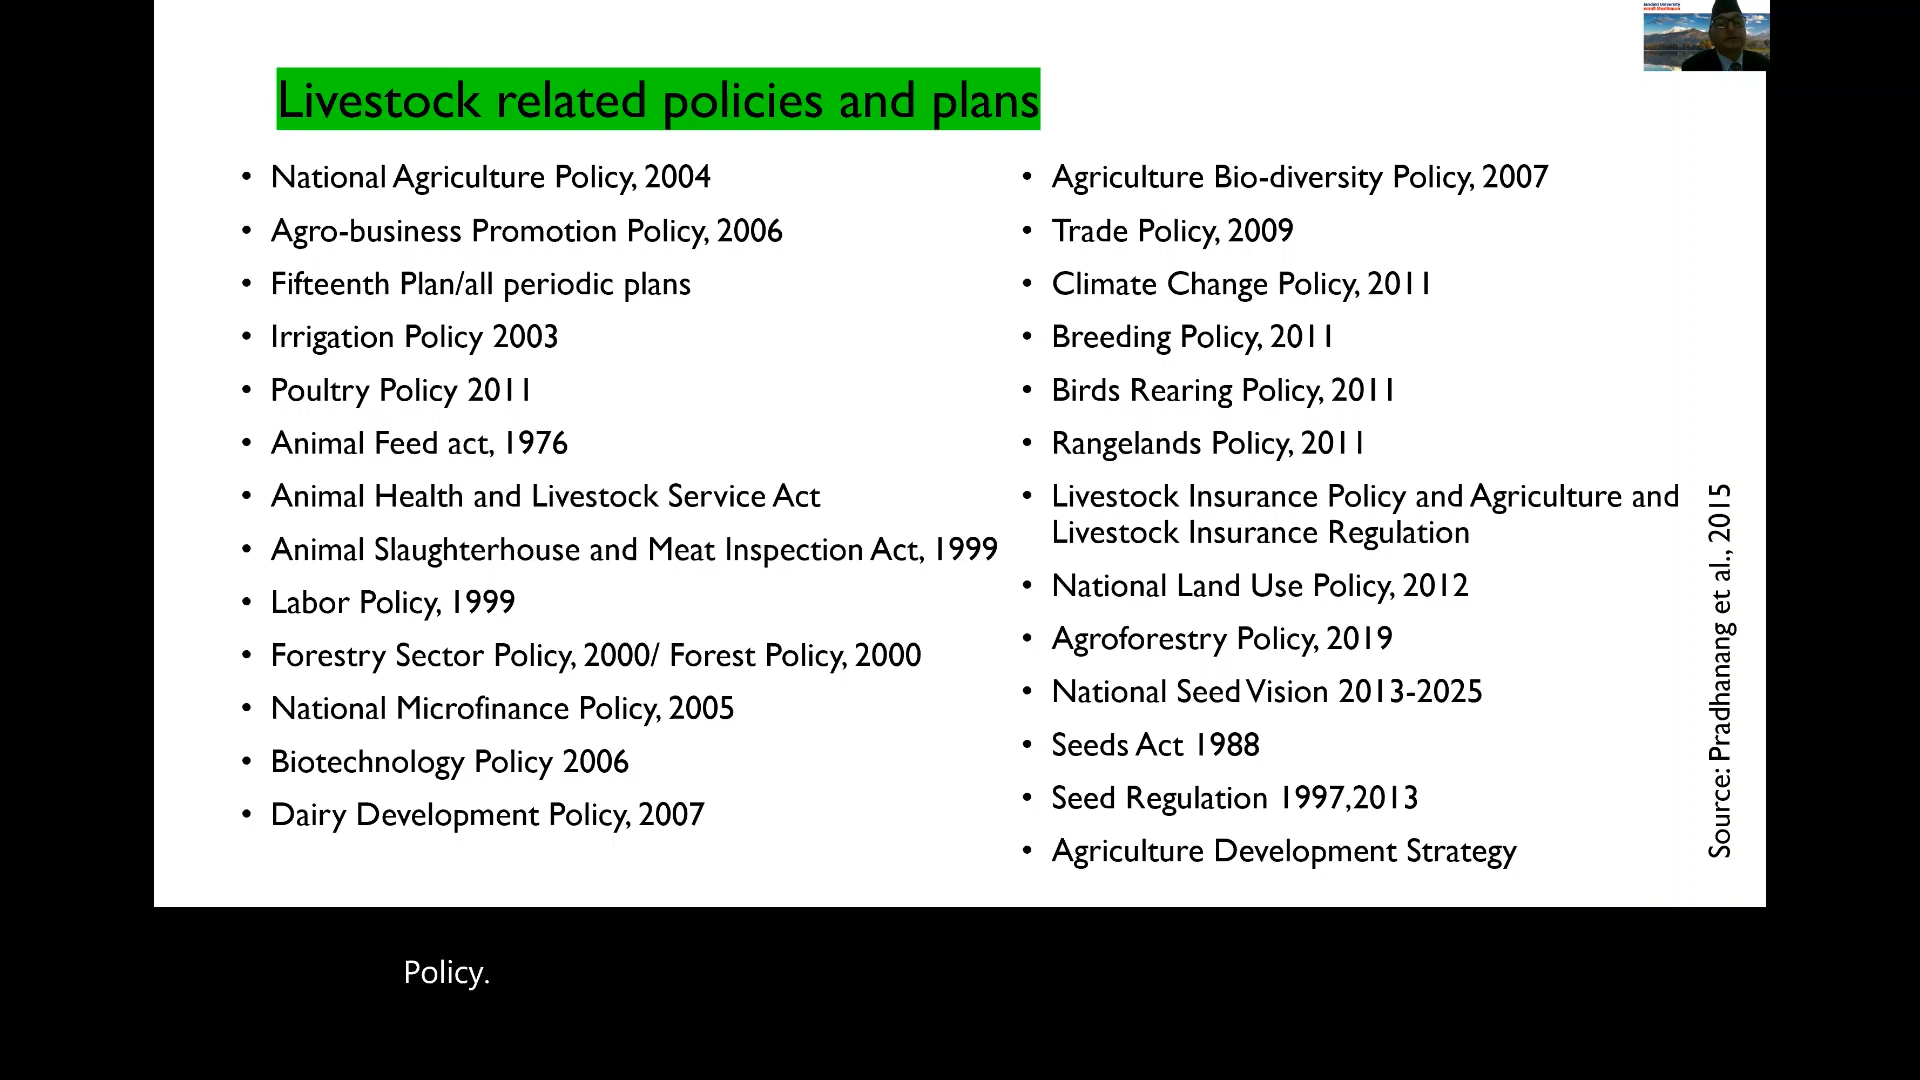 Livestock related policies and plans
• National Agriculture Policy, 2004
• Agro-business Promotion Policy, 2006
• Fifteenth Plan/all periodic plans
• Irrigation Policy 2003
• Poultry Policy 2011
• Animal Feed act, 1976
• Animal Health and Livestock Service Act
• Animal Slaughterhouse and Meat Inspection Act, 1999
• Labor Policy, 1999
• Forestry Sector Policy, 2000/ Forest Policy, 2000
• National Microfinance Policy, 2005
• Biotechnology Policy 2006
• Dairy Development Policy, 2007
• Agriculture Bio-diversity Policy, 2007
• Trade Policy, 2009
• Climate Change Policy, 2011
• Breeding Policy, 2011
• Birds Rearing Policy, 2011
• Rangelands Policy, 2011
• Livestock Insurance Policy and Agriculture and
Livestock Insurance Regulation
• National Land Use Policy, 2012
• Agroforestry Policy, 2019
• National Seed Vision 2013-2025
• Seeds Act 1988
• Seed Regulation 1997,2013
• Agriculture Development Strategy
Source: Pradhanang et al., 2015
Policy.